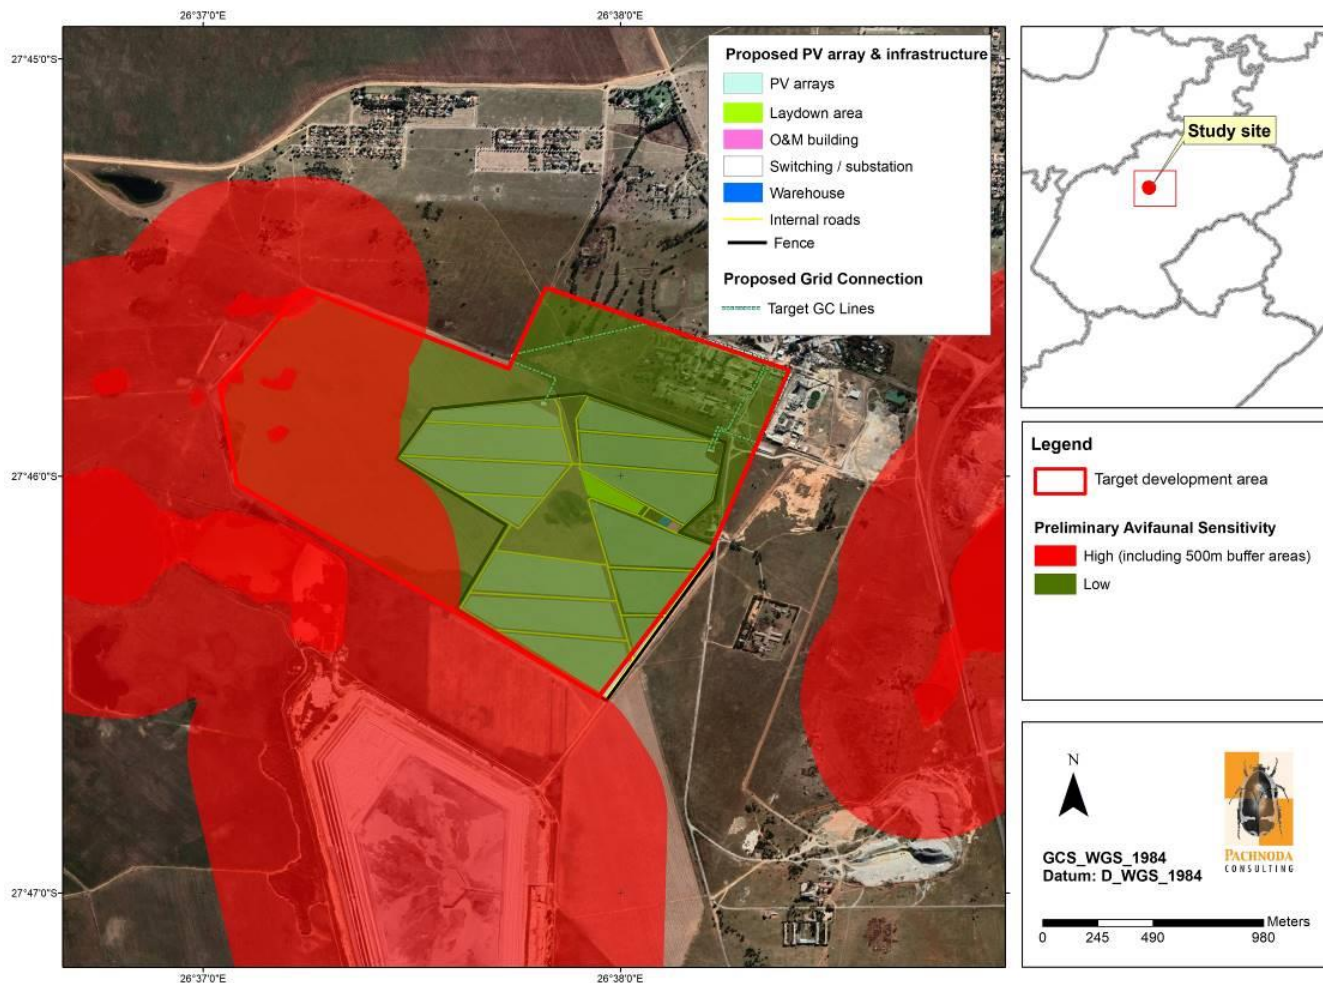 26°37'0"E
26°38'0"E
27°45'0"S
27°46'0"S
27°47'0"S
26°37'0"E
26°38'0"E
Proposed PV array & infrastructure
PV arrays
Laydown area
O&M building
Switching / substation
Warehouse
Internal roads
Fence
Proposed Grid Connection
Target GC Lines
Study site
Legend
Target development area
Preliminary Avifaunal Sensitivity
High (including 500m buffer areas)
Low
N
PACHNODA
CONSULTING
GCS_WGS_1984
Datum: D_WGS_1984
Meters
0 245 490 980